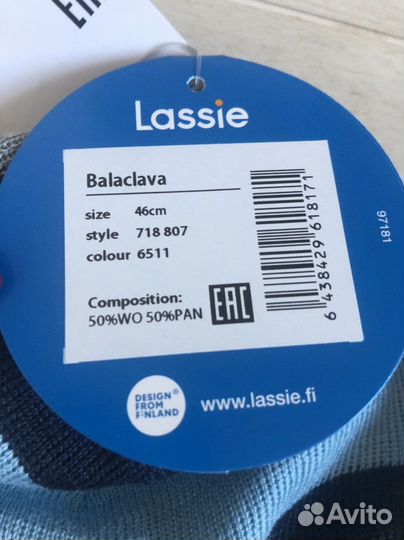 EAC
Lassie
Balaclava
size 46cm
style 718 807
colour 6511
Composition:
50%WO 50%PAN
EAC
6 438429 618171
97181
DESIGN®
FROM
FINLAND
www.lassie.fi
Avito